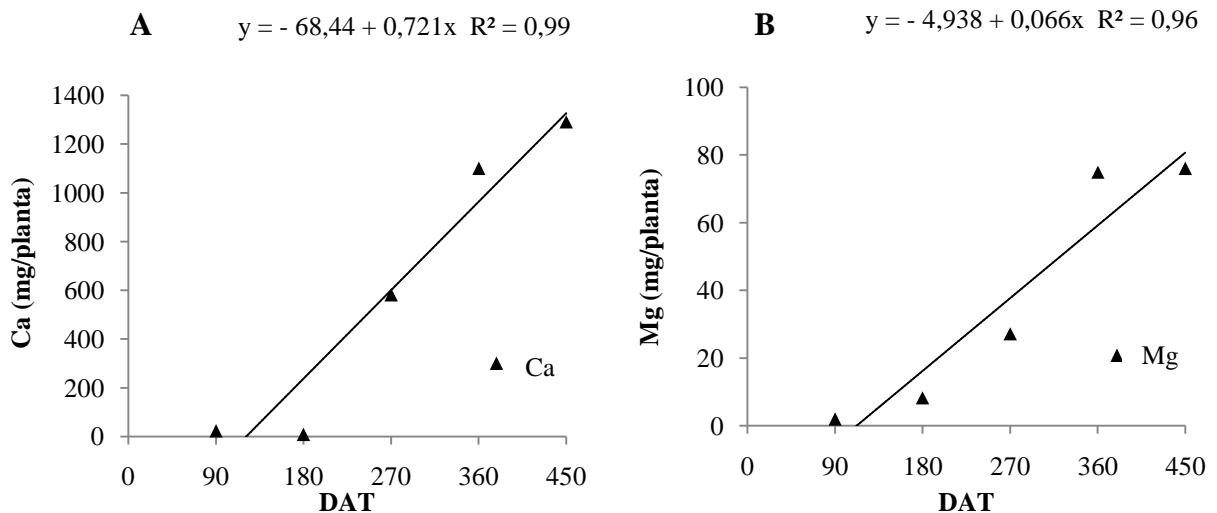 A
y = - 68,44 + 0,721x R² = 0,99
1400
1200
1000
800
600
400
200
0
Ca (mg/planta)
Ca
0 90 180 270 360 450
DAT
B
y = - 4,938 + 0,066x R² = 0,96
100
80
60
40
20
0
Mg (mg/planta)
Mg
0 90 180 270 360 450
DAT